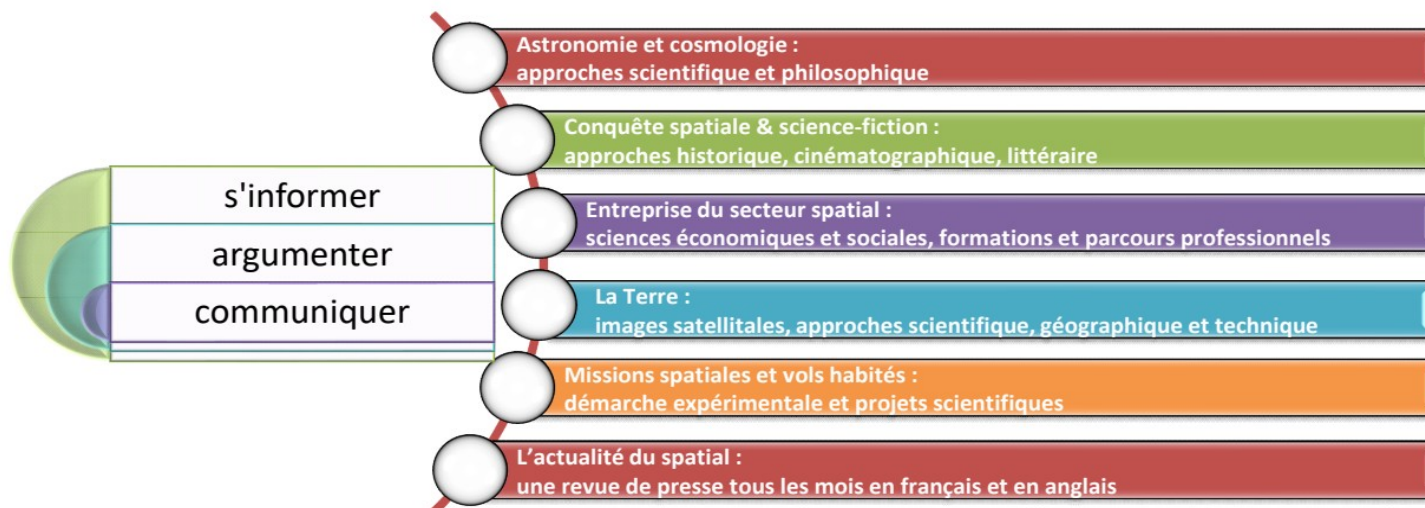 s'informer
argumenter
communiquer
Astronomie et cosmologie :
approches scientifique et philosophique
Conquête spatiale & science-fiction :
approches historique, cinématographique, littéraire
Entreprise du secteur spatial :
sciences économiques et sociales, formations et parcours professionnels
La Terre :
images satellitales, approches scientifique, géographique et technique
Missions spatiales et vols habités :
démarche expérimentale et projets scientifiques
L’actualité du spatial :
une revue de presse tous les mois en français et en anglais